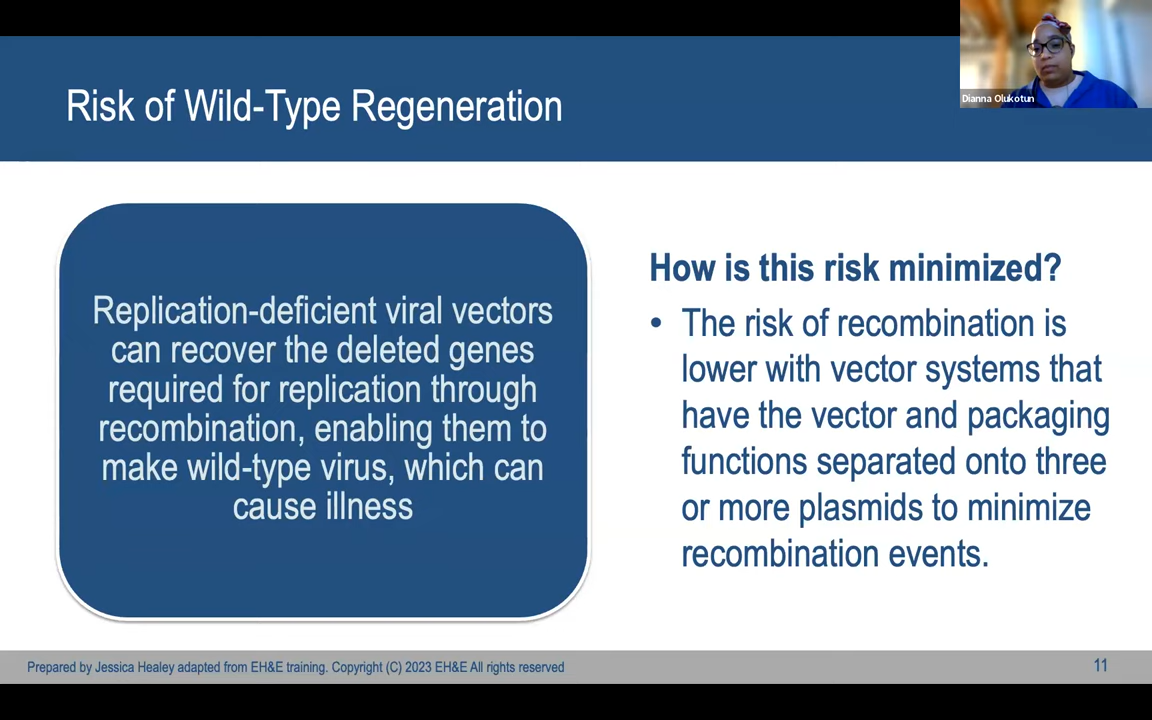 Dianna Olukotun
Risk of Wild-Type Regeneration
Replication-deficient viral vectors
can recover the deleted genes
required for replication through
recombination, enabling them to
make wild-type virus, which can
cause illness
How is this risk minimized?
• The risk of recombination is
lower with vector systems that
have the vector and packaging
functions separated onto three
or more plasmids to minimize
recombination events.
Prepared by Jessica Healey adapted from EH&E training. Copyright (C) 2023 EH&E All rights reserved
11